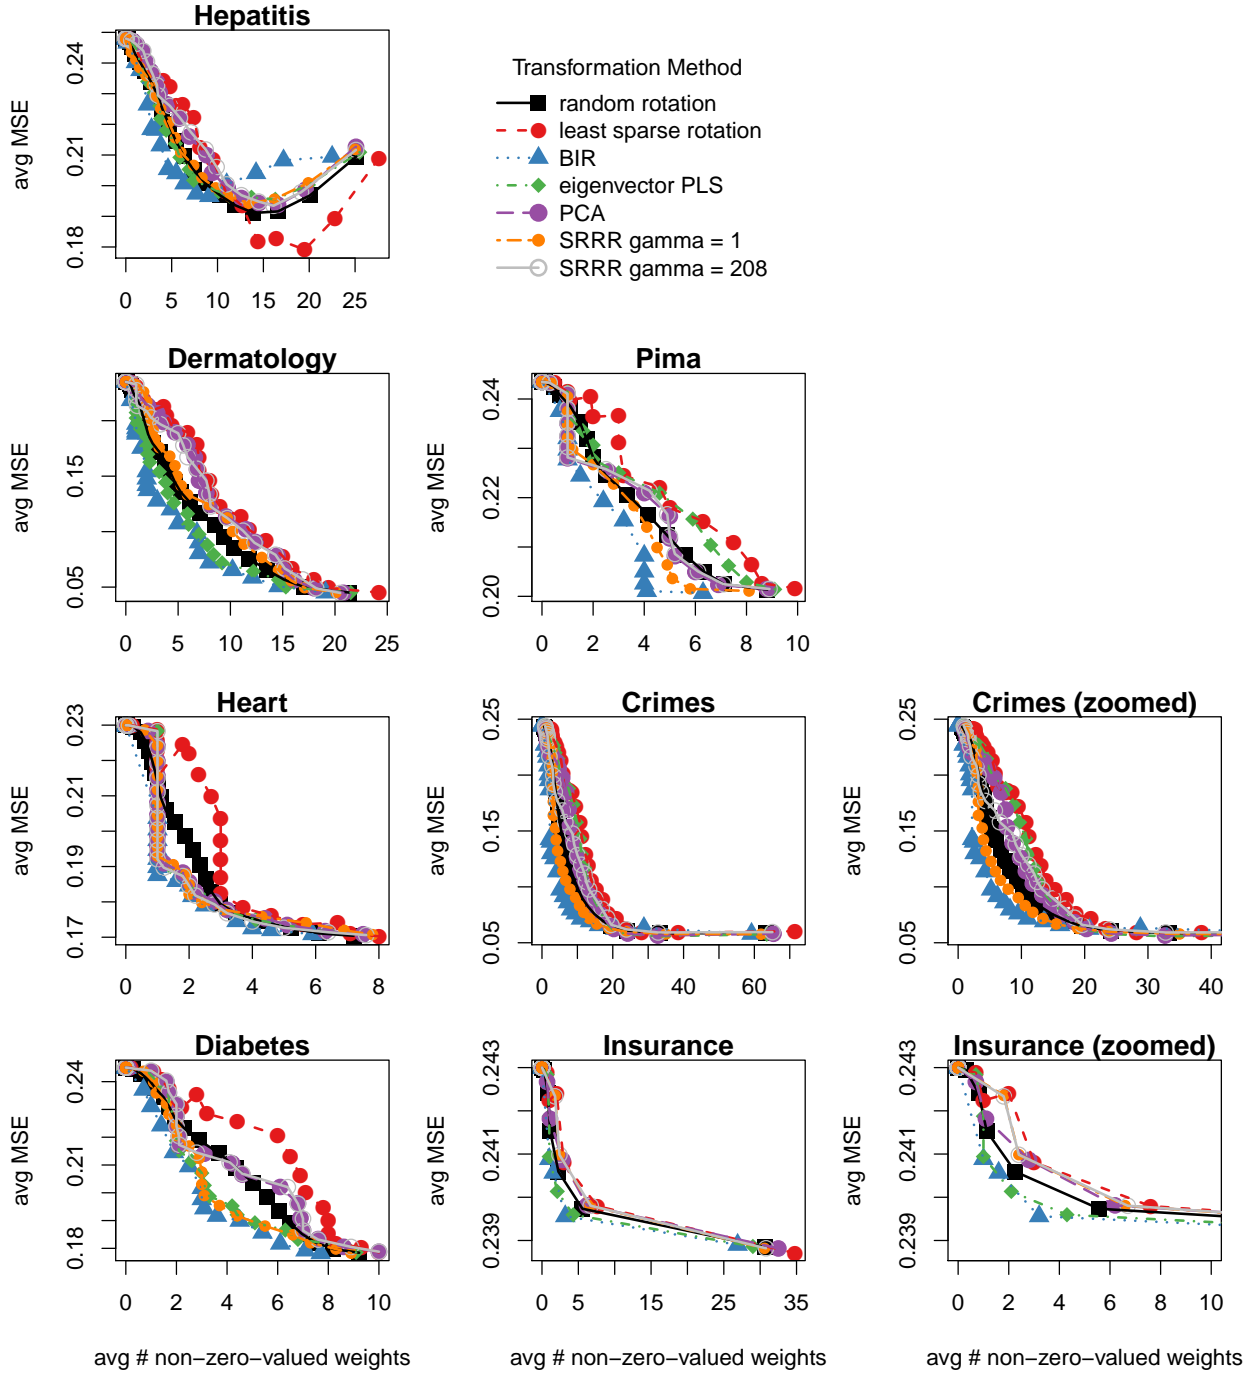 Hepatitis
avg MSE
0.24
0.21
0.18
0 5 10 15 20 25
Transformation Method
random rotation
least sparse rotation
BIR
eigenvector PLS
PCA
SRRR gamma = 1
SRRR gamma = 208
Dermatology
avg MSE
0.15
0.05
0 5 10 15 20 25
Pima
avg MSE
0.24
0.22
0.20
0 2 4 6 8 10
Heart
avg MSE
0.23
0.21
0.19
0.17
0 2 4 6 8
Crimes
avg MSE
0.25
0.15
0.05
0 20 40 60
Crimes (zoomed)
avg MSE
0.25
0.15
0.05
0 10 20 30 40
Diabetes
avg MSE
0.24
0.21
0.18
0 2 4 6 8 10
avg # non−zero−valued weights
Insurance
avg MSE
0.243
0.241
0.239
0 5 15 25 35
avg # non−zero−valued weights
Insurance (zoomed)
avg MSE
0.243
0.241
0.239
0 2 4 6 8 10
avg # non−zero−valued weights